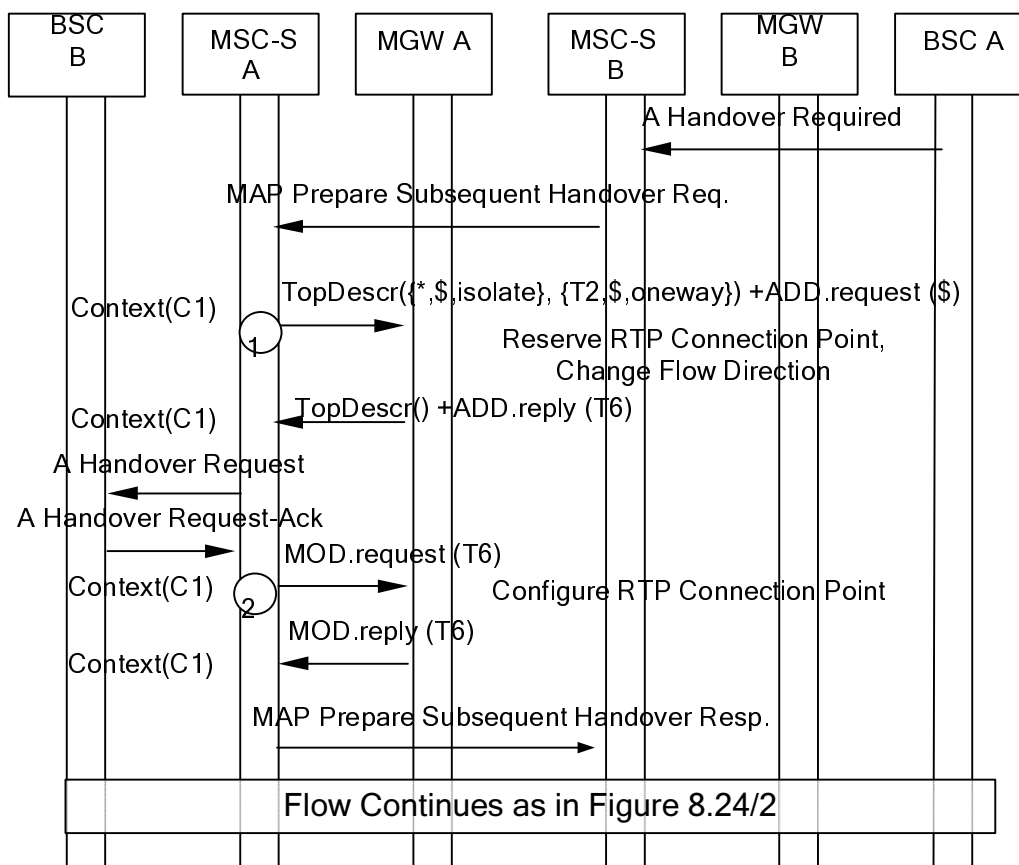 BSC
B
MSC-S
A
MGW A
MSC-S
B
MGW
B
BSC A
A Handover Required
MAP Prepare Subsequent Handover Req.
TopDescr({*,$,isolate}, {T2,$,oneway}) +ADD.request ($)
Context(C1)
1
Reserve RTP Connection Point,
Change Flow Direction
TopDescr() +ADD.reply (T6)
Context(C1)
A Handover Request
A Handover Request-Ack
MOD.request (T6)
Context(C1)
2
Configure RTP Connection Point
MOD.reply (T6)
Context(C1)
MAP Prepare Subsequent Handover Resp.
Flow Continues as in Figure 8.24/2